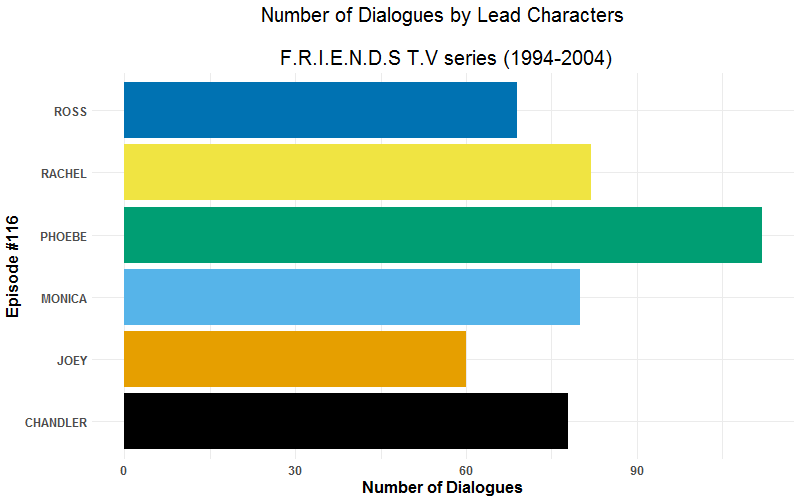 Number of Dialogues by Lead Characters
F.R.I.E.N.D.S T.V series (1994-2004)
Episode #116
ROSS
RACHEL
PHOEBE
MONICA
JOEY
CHANDLER
0 30 60 90
Number of Dialogues